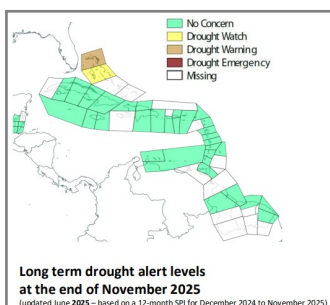 No Concern
Drought Watch
Drought Warning
Drought Emergency
Missing
Long term drought alert levels
at the end of November 2025
(updated June 2025 – based on a 12-month SPI for December 2024 to November 2025)